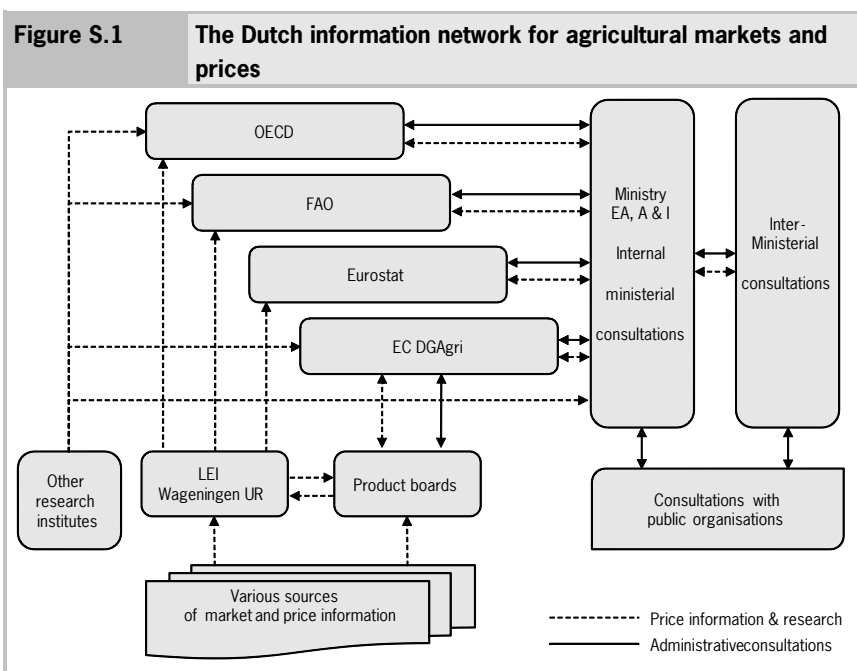 Figure S.1
The Dutch information network for agricultural markets and
prices
OECD
FAO
Eurostat
EC DGAgri
Ministry
EA, A & I
Internal
ministerial
consultations
Inter-
Ministerial
consultations
Other
research
institutes
LEI
Wageningen UR
Product boards
Consultations with
public organisations
Various sources
of market and price information
Price information & research
Administrativeconsultations